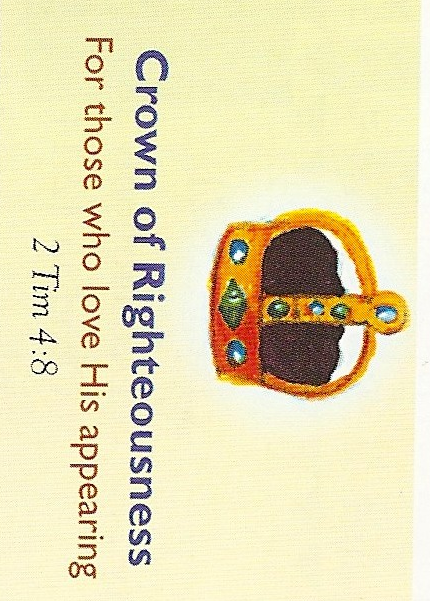 Crown of Righteousness
For those who love His appearing
2 Tim 4:8